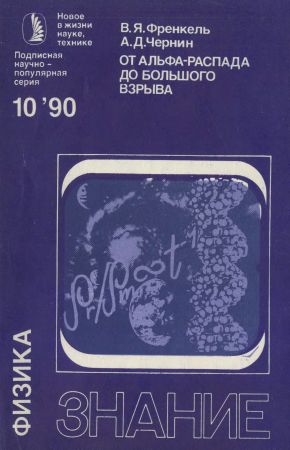 Новое
в жизни
науке,
технике
Подписная
научно-
популярная
серия
10 '90
В. Я. Френкель
А. Д. Чернин
ОТ АЛЬФА-РАСПАДА
ДО БОЛЬШОГО
ВЗРЫВА
ФИЗИКА
ЗНАНИЕ